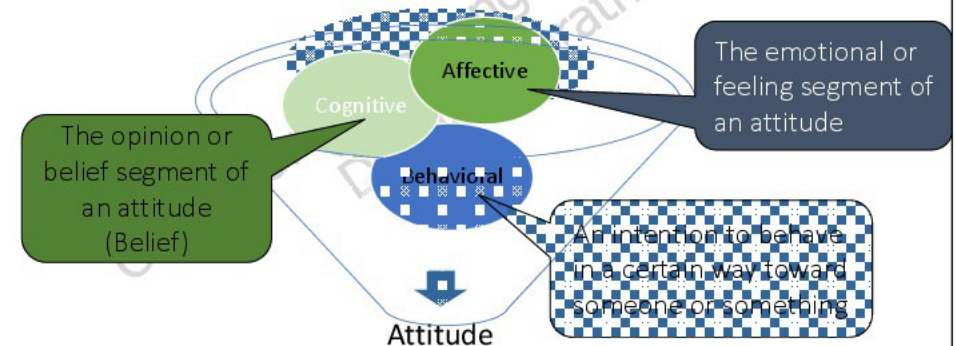 Affective
The emotional or
feeling segment of
an attitude
Cognitive
The opinion or
belief segment of
an attitude
(Belief)
Behavioral
An intention to behave
in a certain way toward
someone or something
Attitude